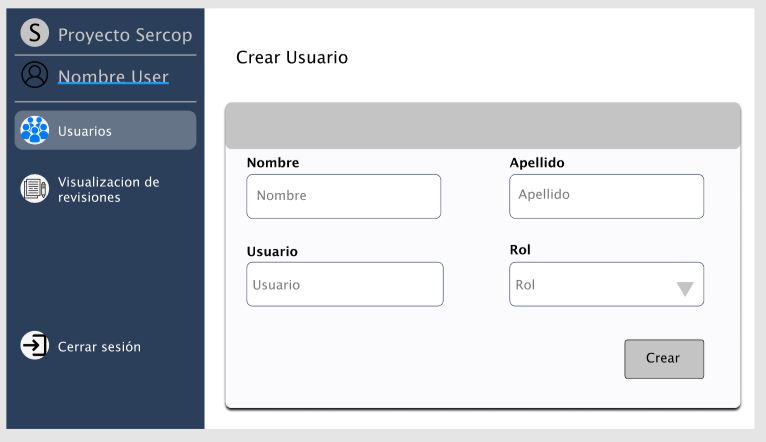 S Proyecto Sercop
Nombre User
Usuarios
Visualizacion de
revisiones
Cerrar sesión
Crear Usuario
Nombre
Apellido
Nombre
Apellido
Usuario
Rol
Usuario
Rol
Crear